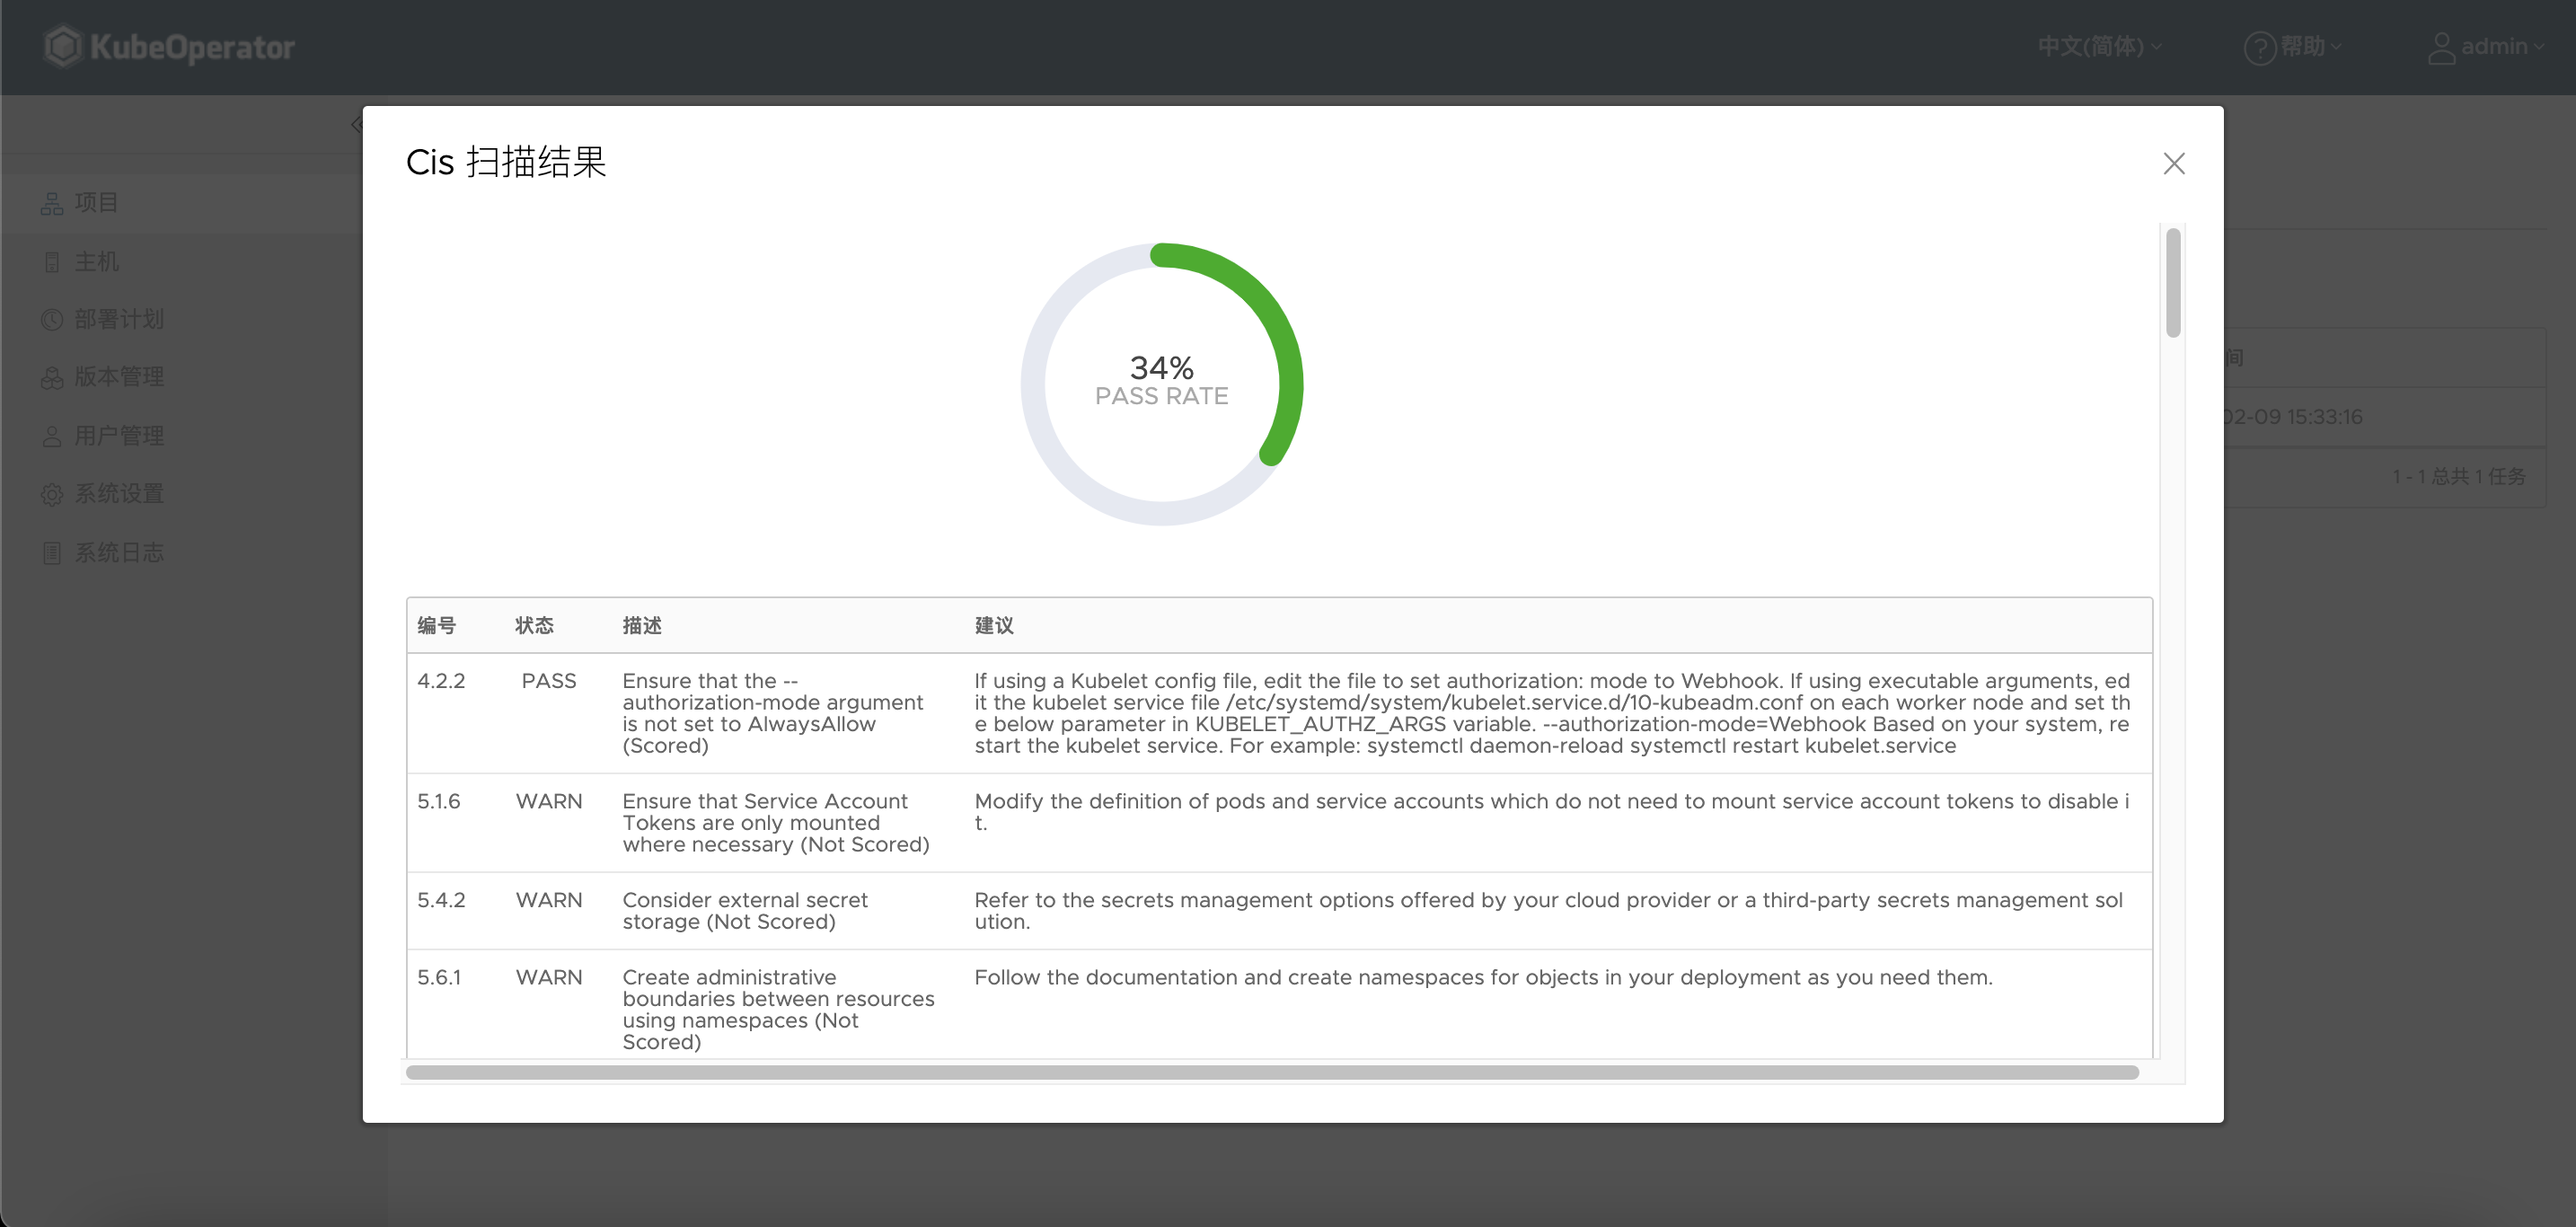 KubeOperator
中文(简体)
帮助
admin
Cis 扫描结果
项目
主机
部署计划
版本管理
用户管理
系统设置
系统日志
34%
PASS RATE
间
02-09 15:33:16
1 - 1 总共 1 任务
编号 状态 描述 建议
4.2.2 PASS
Ensure that the --
authorization-mode argument
is not set to AlwaysAllow
(Scored)
If using a Kubelet config file, edit the file to set authorization: mode to Webhook. If using executable arguments, ed
it the kubelet service file /etc/systemd/system/kubelet.service.d/10-kubeadm.conf on each worker node and set th
e below parameter in KUBELET_AUTHZ_ARGS variable. --authorization-mode=Webhook Based on your system, re
start the kubelet service. For example: systemctl daemon-reload systemctl restart kubelet.service
5.1.6 WARN
Ensure that Service Account
Tokens are only mounted
where necessary (Not Scored)
Modify the definition of pods and service accounts which do not need to mount service account tokens to disable i
t.
5.4.2 WARN
Consider external secret
storage (Not Scored)
Refer to the secrets management options offered by your cloud provider or a third-party secrets management sol
ution.
5.6.1 WARN
Create administrative
boundaries between resources
using namespaces (Not
Scored)
Follow the documentation and create namespaces for objects in your deployment as you need them.